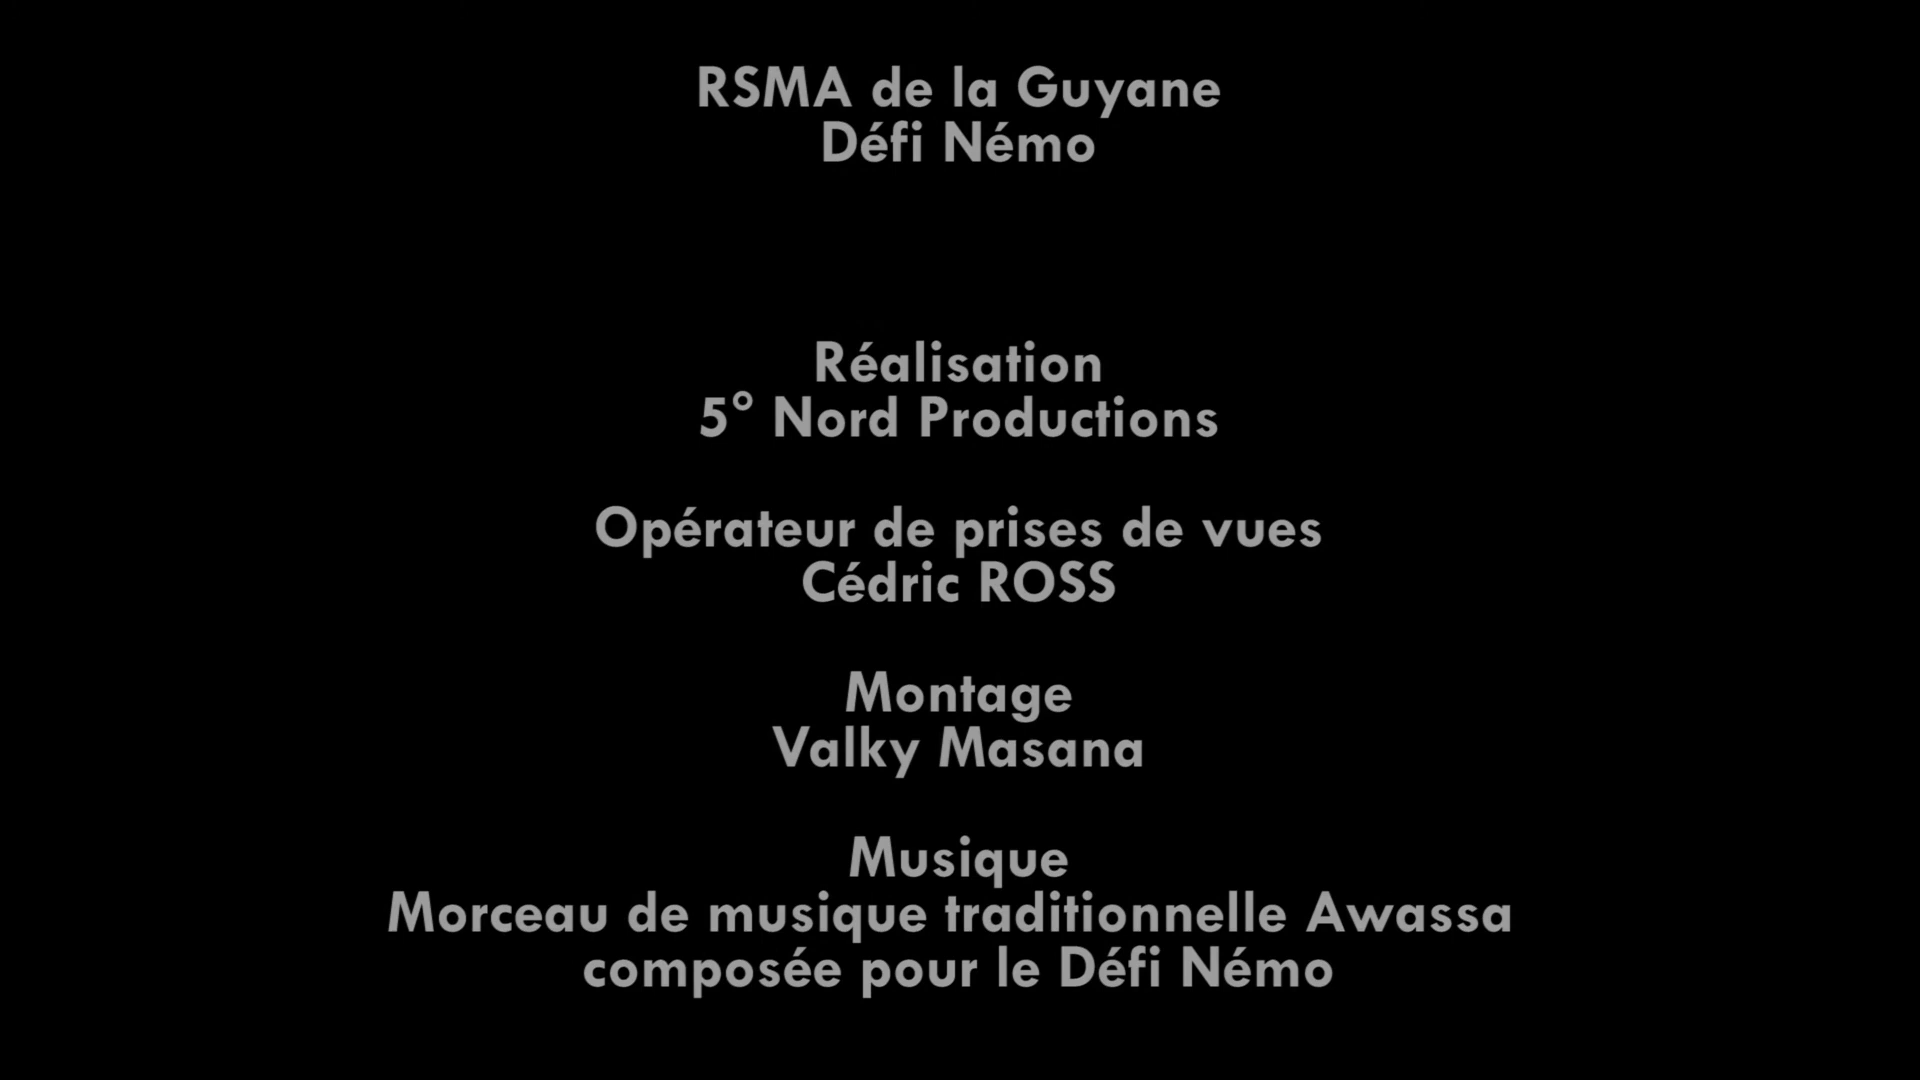 RSMA de la Guyane
Défi Némo
Réalisation
5° Nord Productions
Opérateur de prises de vues
Cédric ROSS
Montage
Valky Masana
Musique
Morceau de musique traditionnelle Awassa
composée pour le Défi Némo